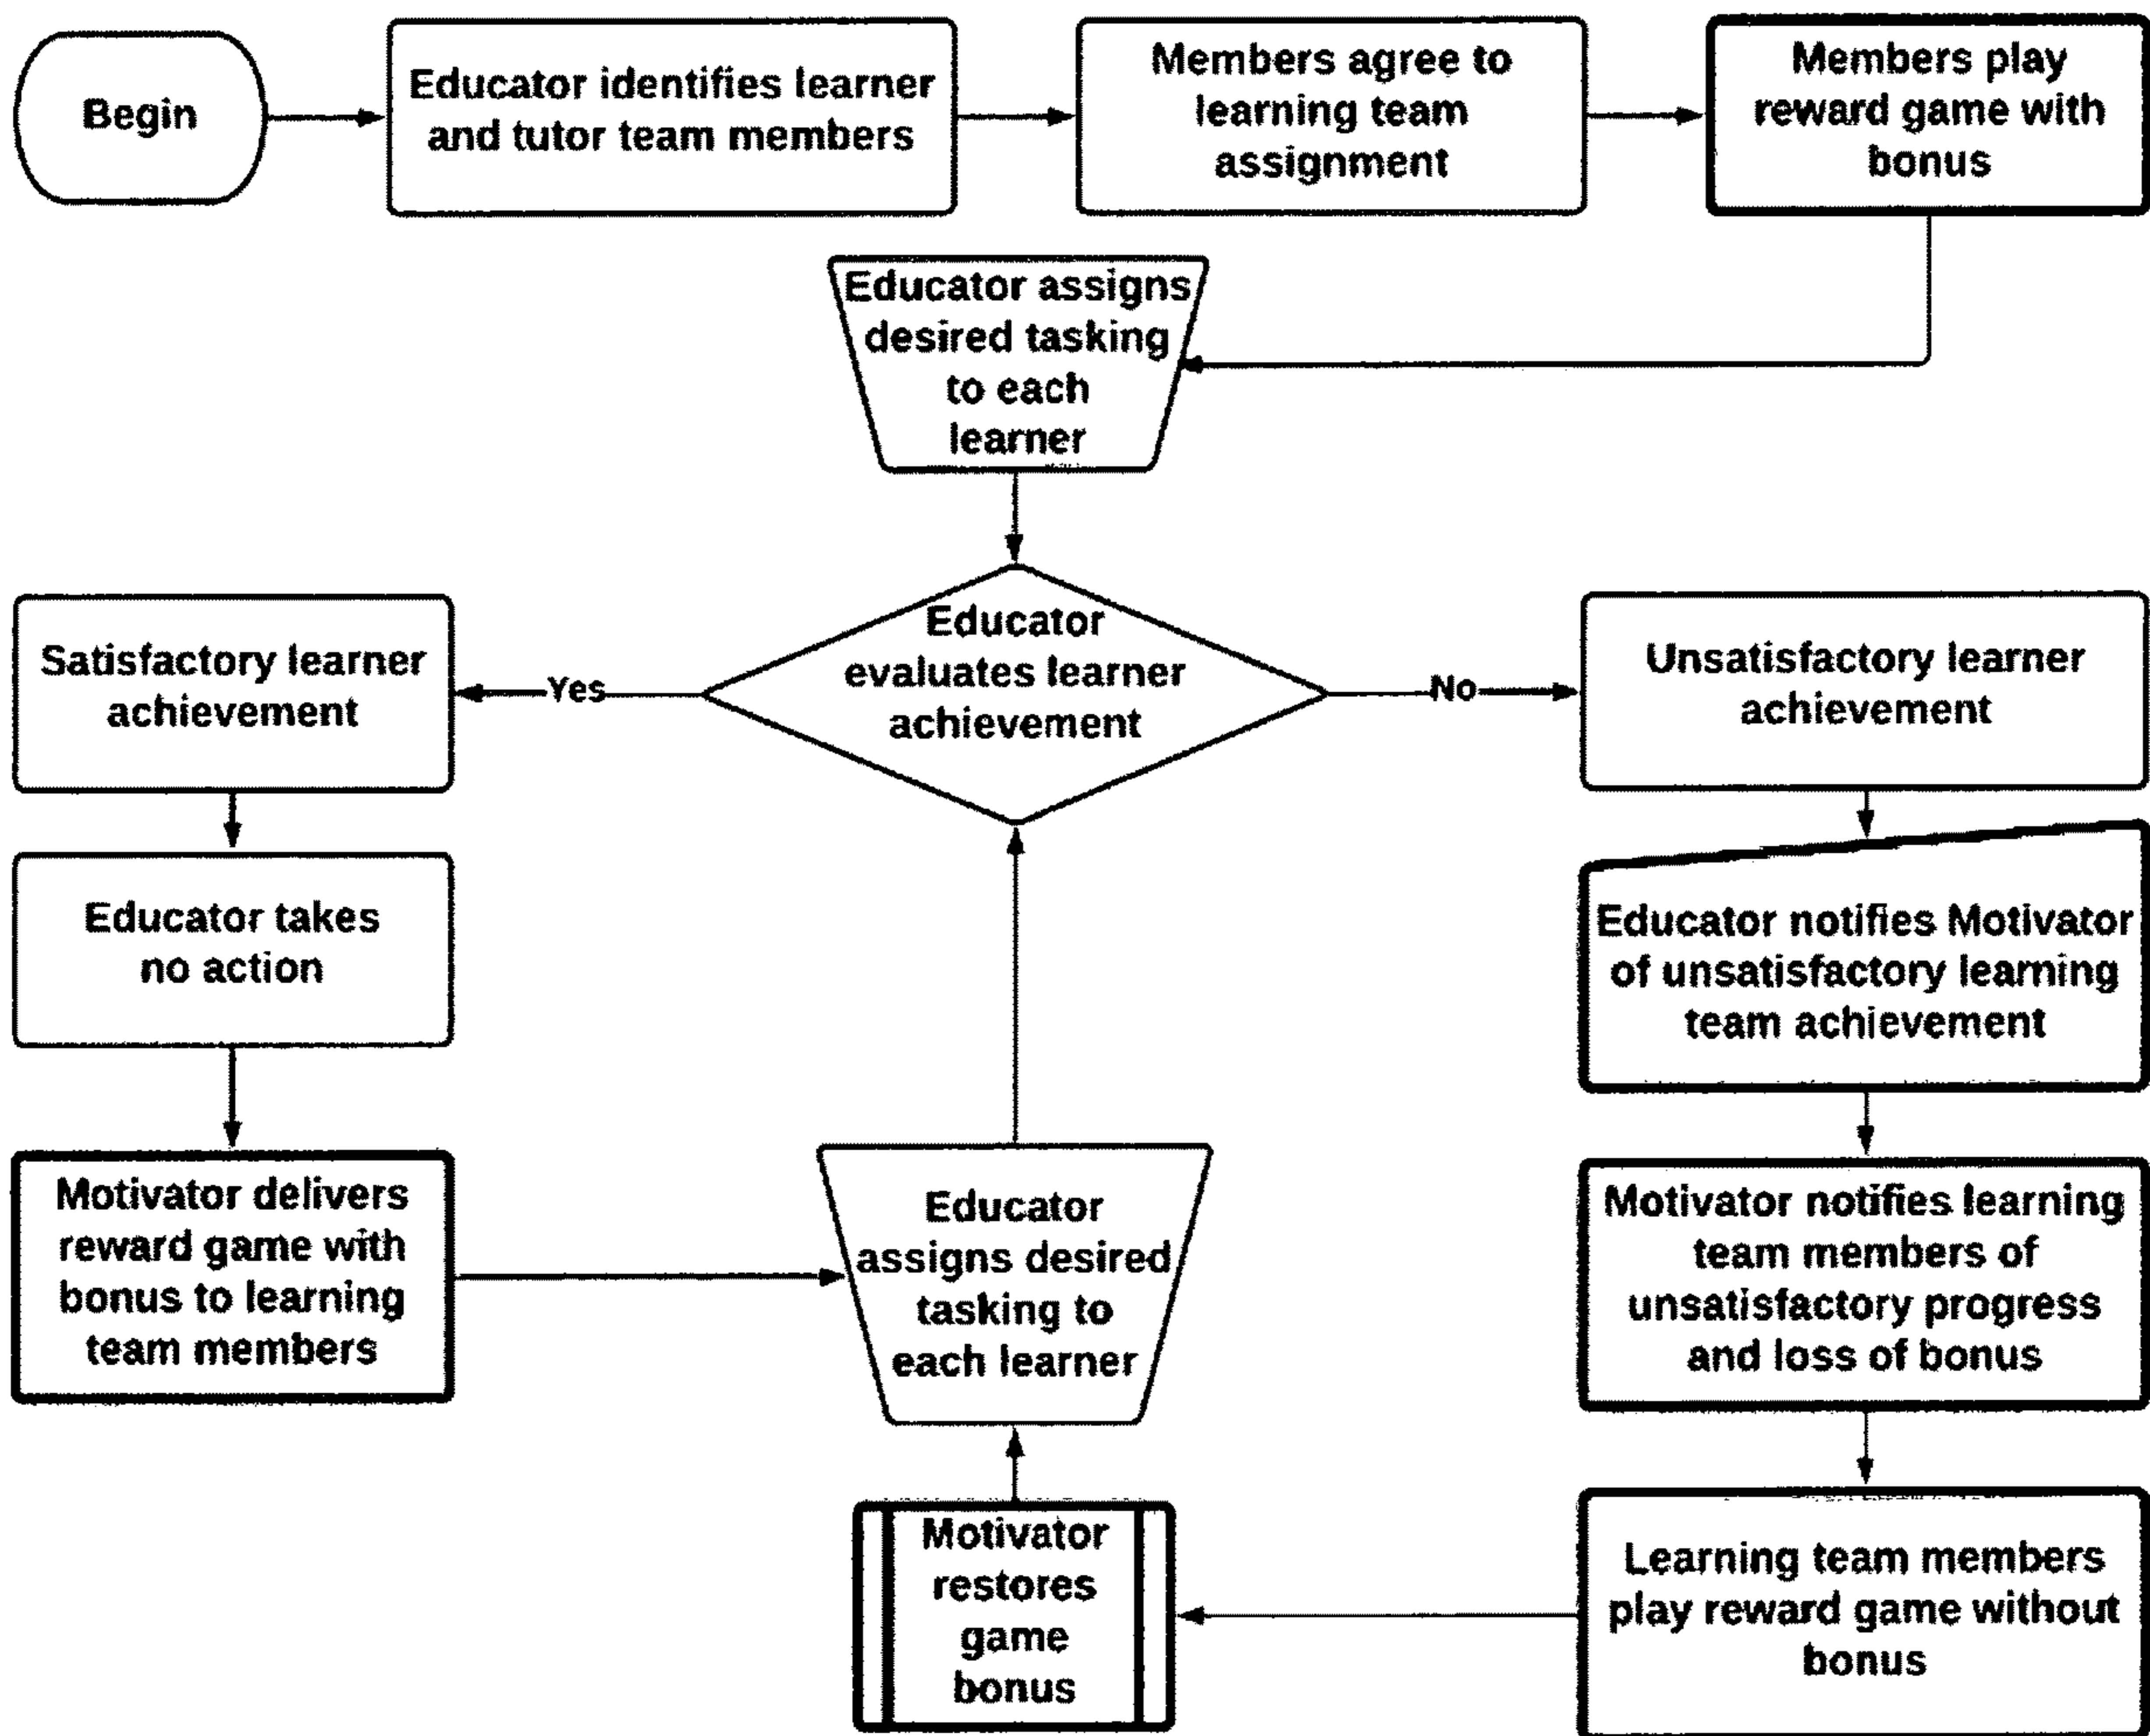 Begin
Educator identifies learner
and tutor team members
Members agree to
learning team
assignment
Members play
reward game with
bonus
Educator assigns
desired tasking
to each
learner
Educator
evaluates learner
achievement
Yes
No
Satisfactory learner
achievement
Unsatisfactory learner
achievement
Educator takes
no action
Educator notifies Motivator
of unsatisfactory learning
team achievement
Motivator delivers
reward game with
bonus to learning
team members
Educator
assigns desired
tasking to
each learner
Motivator notifies learning
team members of
unsatisfactory progress
and loss of bonus
Motivator
restores
game
bonus
Learning team members
play reward game without
bonus